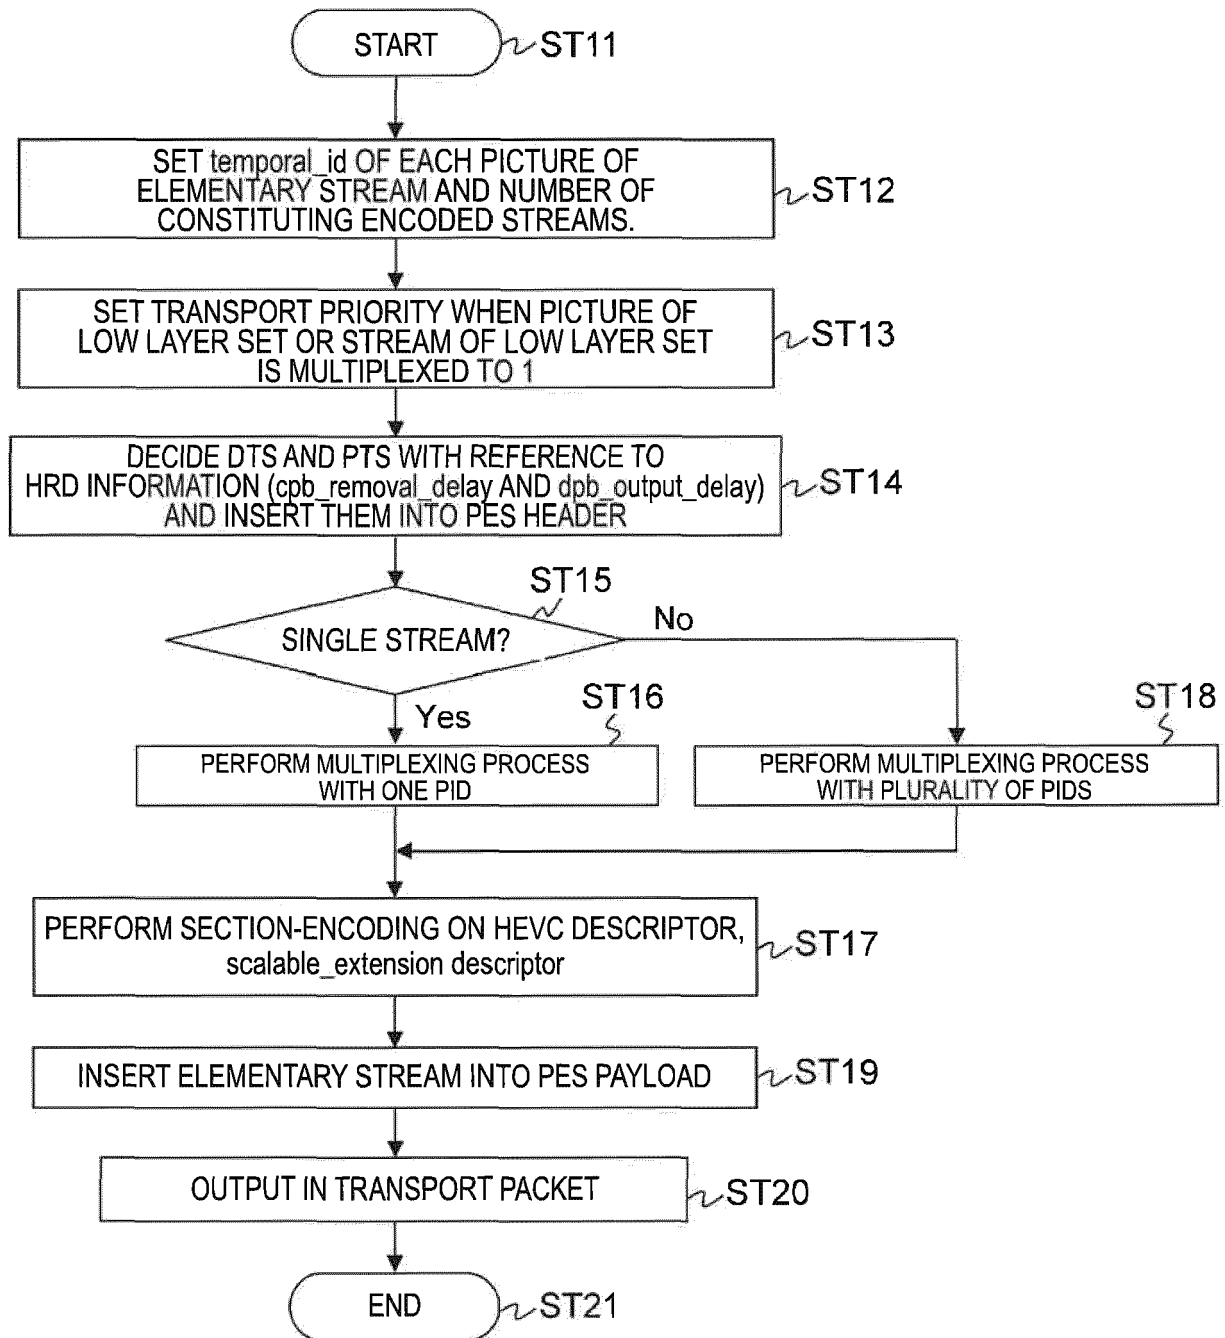 START
ST11
SET temporal_id OF EACH PICTURE OF
ELEMENTARY STREAM AND NUMBER OF
CONSTITUTING ENCODED STREAMS.
ST12
SET TRANSPORT PRIORITY WHEN PICTURE OF
LOW LAYER SET OR STREAM OF LOW LAYER SET
IS MULTIPLEXED TO 1
ST13
DECIDE DTS AND PTS WITH REFERENCE TO
HRD INFORMATION (cpb_removal_delay AND dpb_output_delay)
AND INSERT THEM INTO PES HEADER
ST14
ST15
SINGLE STREAM?
No
Yes
ST16
PERFORM MULTIPLEXING PROCESS
WITH ONE PID
ST18
PERFORM MULTIPLEXING PROCESS
WITH PLURALITY OF PIDS
PERFORM SECTION-ENCODING ON HEVC DESCRIPTOR,
scalable_extension descriptor
ST17
INSERT ELEMENTARY STREAM INTO PES PAYLOAD
ST19
OUTPUT IN TRANSPORT PACKET
ST20
END
ST21